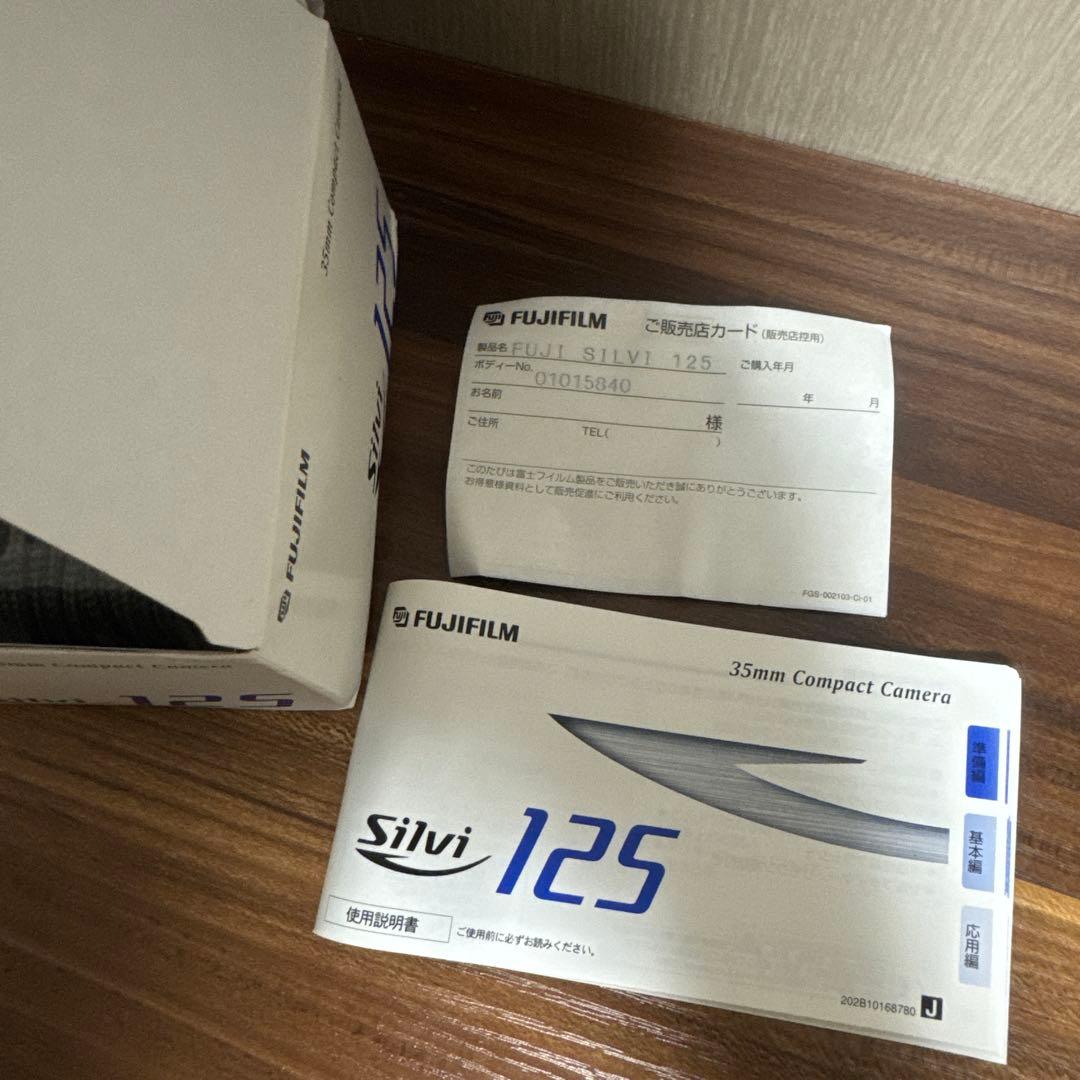 35mm Compact Camera
FUJIFILM Silvi 125
35mm Compact Camera
125
FUJIFILM ご販売店カード(販売店控用)
製品名 FUJI SILVI 125 ご購入年月
ボディーNo. 01015840
年 月
お名前
様
ご住所 TEL( )
このたびは富士フイルム製品をご販売いただき誠にありがとうございます。
お得意様資料として販売促進にご利用ください。
FGS-002103-Ci-01
FUJIFILM
35mm Compact Camera
準備編
基本編
応用編
Silvi 125
使用説明書 ご使用前に必ずお読みください。
202B10168780 J